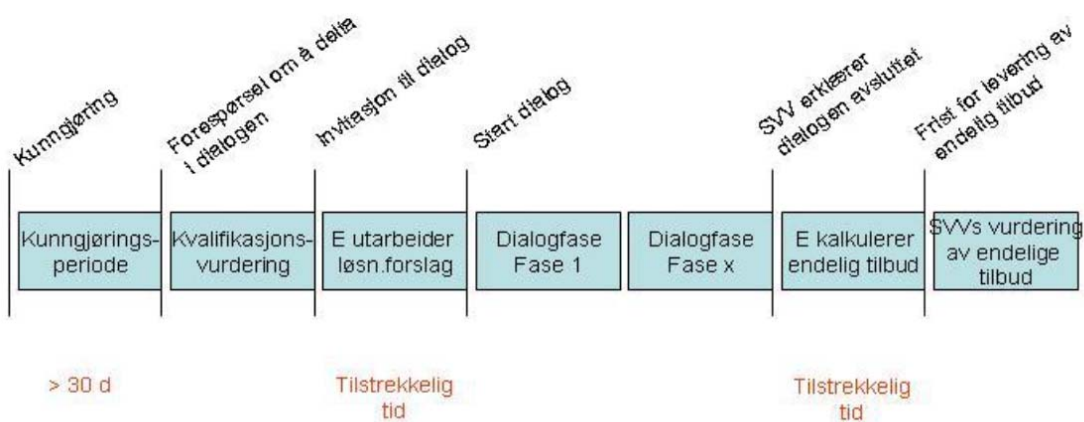 Kunngjøring
Forespørsel om å delta
i dialogen
Invitasjon til dialog
Start dialog
SVV erklærer
dialogen avsluttet
Frist for levering av
endelig tilbud
Kunngjørings-
periode
Kvalifikasjons-
vurdering
E utarbeider
løsn.forslag
Dialogfase
Fase 1
Dialogfase
Fase x
E kalkulerer
endelig tilbud
SVVs vurdering
av endelige
tilbud
> 30 d
Tilstrekkelig
tid
Tilstrekkelig
tid